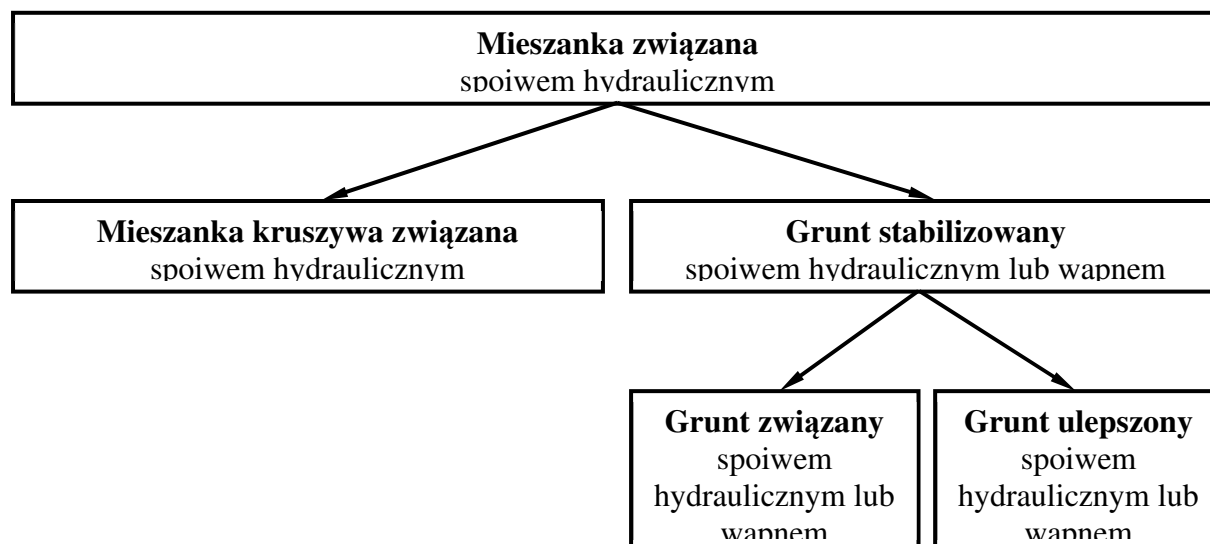 Mieszanka związana
spoiwem hydraulicznym
Mieszanka kruszywa związana
spoiwem hydraulicznym
Grunt stabilizowany
spoiwem hydraulicznym lub wapnem
Grunt związany
spoiwem
hydraulicznym lub
wapnem
Grunt ulepszony
spoiwem
hydraulicznym lub
wapnem